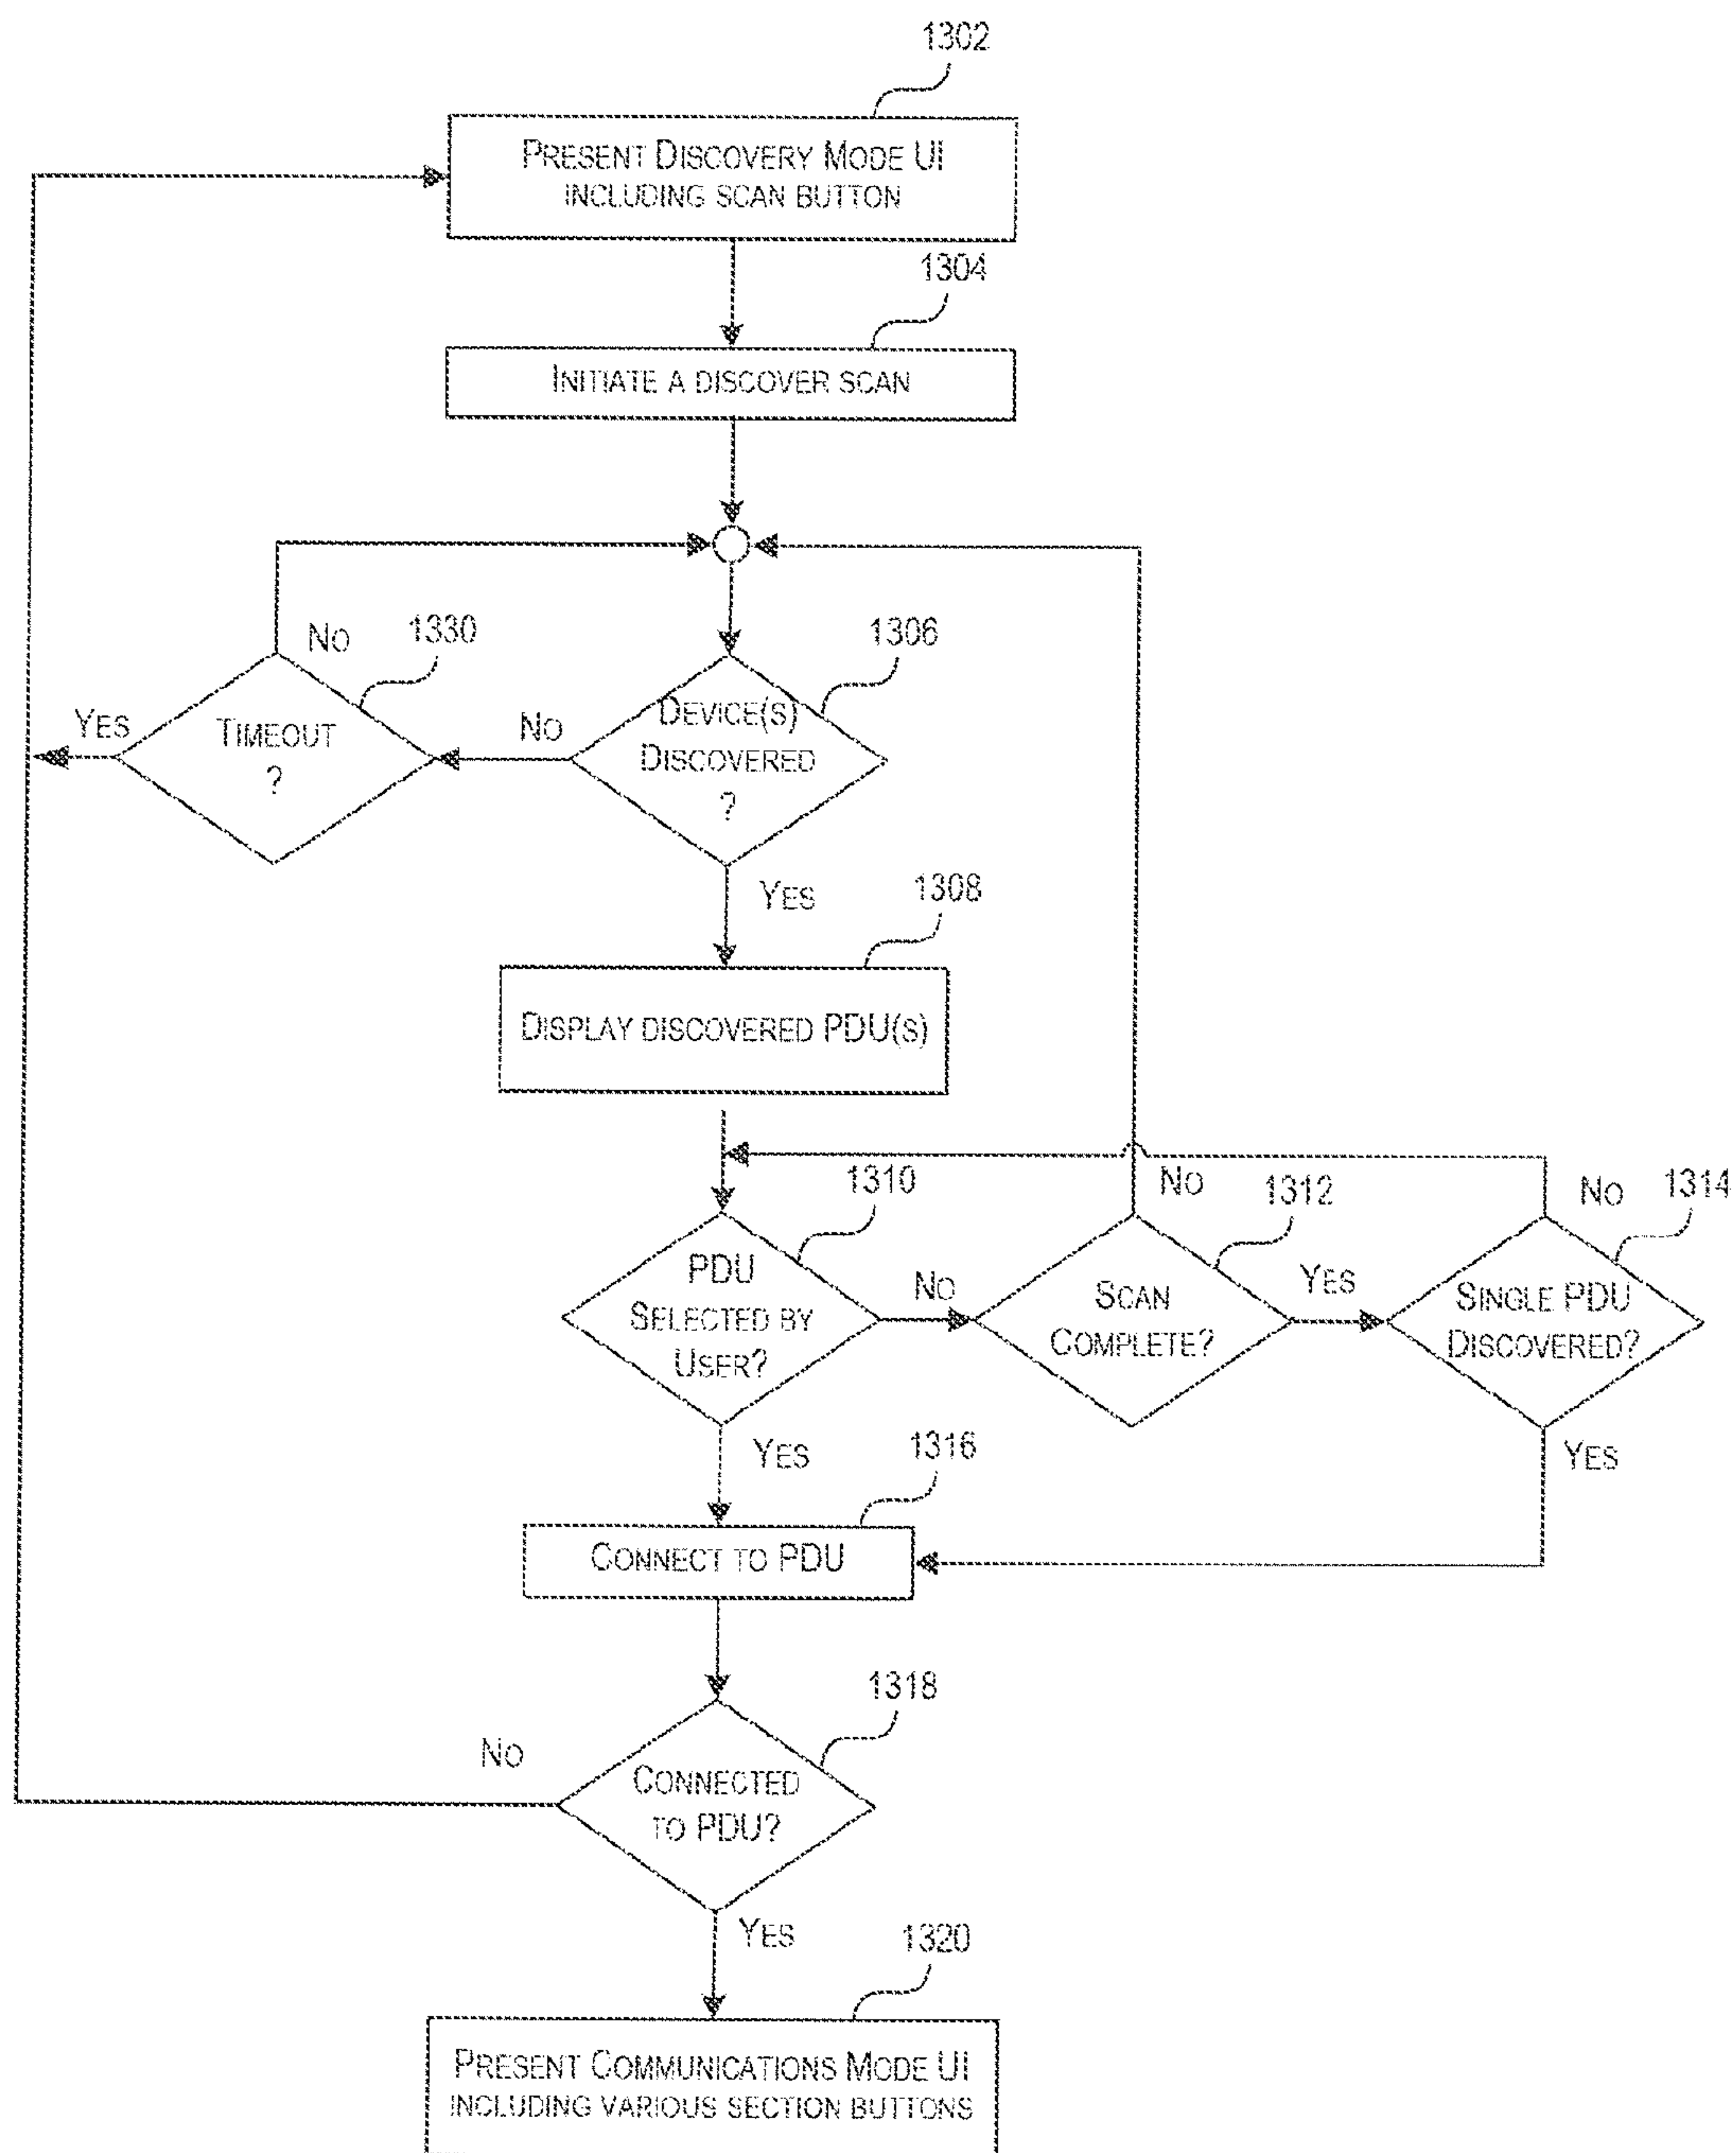 1302
Present Discovery Mode UI
including scan button
1304
Initiate a discover scan
No
1330
1306
Yes
Timeout
?
No
Device(s)
Discovered
?
Yes
1308
Display discovered PDU(s)
1310
No
1312
No
1314
PDU
Selected by
User?
No
Scan
Complete?
Yes
Single PDU
Discovered?
Yes
1316
Yes
Connect to PDU
1318
No
Connected
to PDU?
Yes
1320
Present Communications Mode UI
including various section buttons